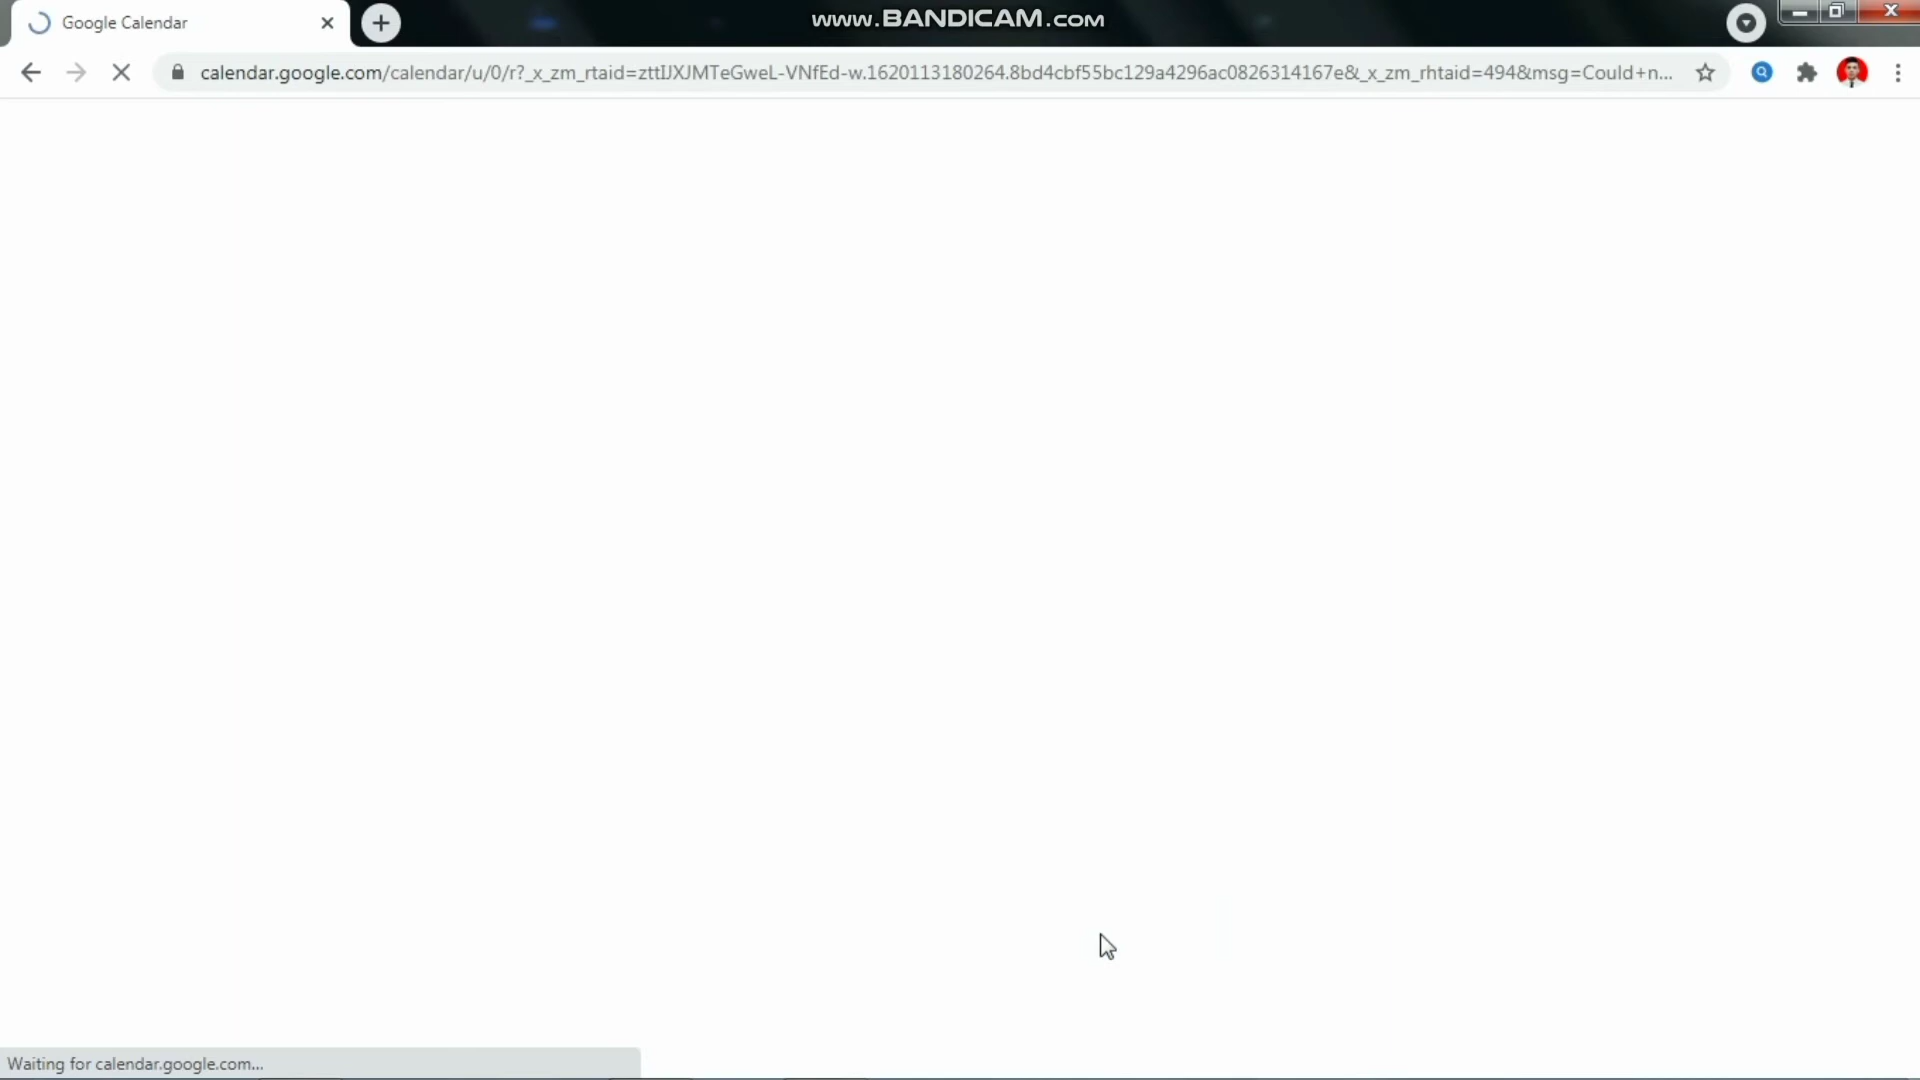 Google Calendar
www.BANDICAM.com
calendar.google.com/calendar/u/0/r?_x_zm_rtaid=zttIJXJMTeGweL-VNfEd-w.1620113180264.8bd4cbf55bc129a4296ac0826314167e&_x_zm_rhtaid=494&msg=Could+n...
Waiting for calendar.google.com...